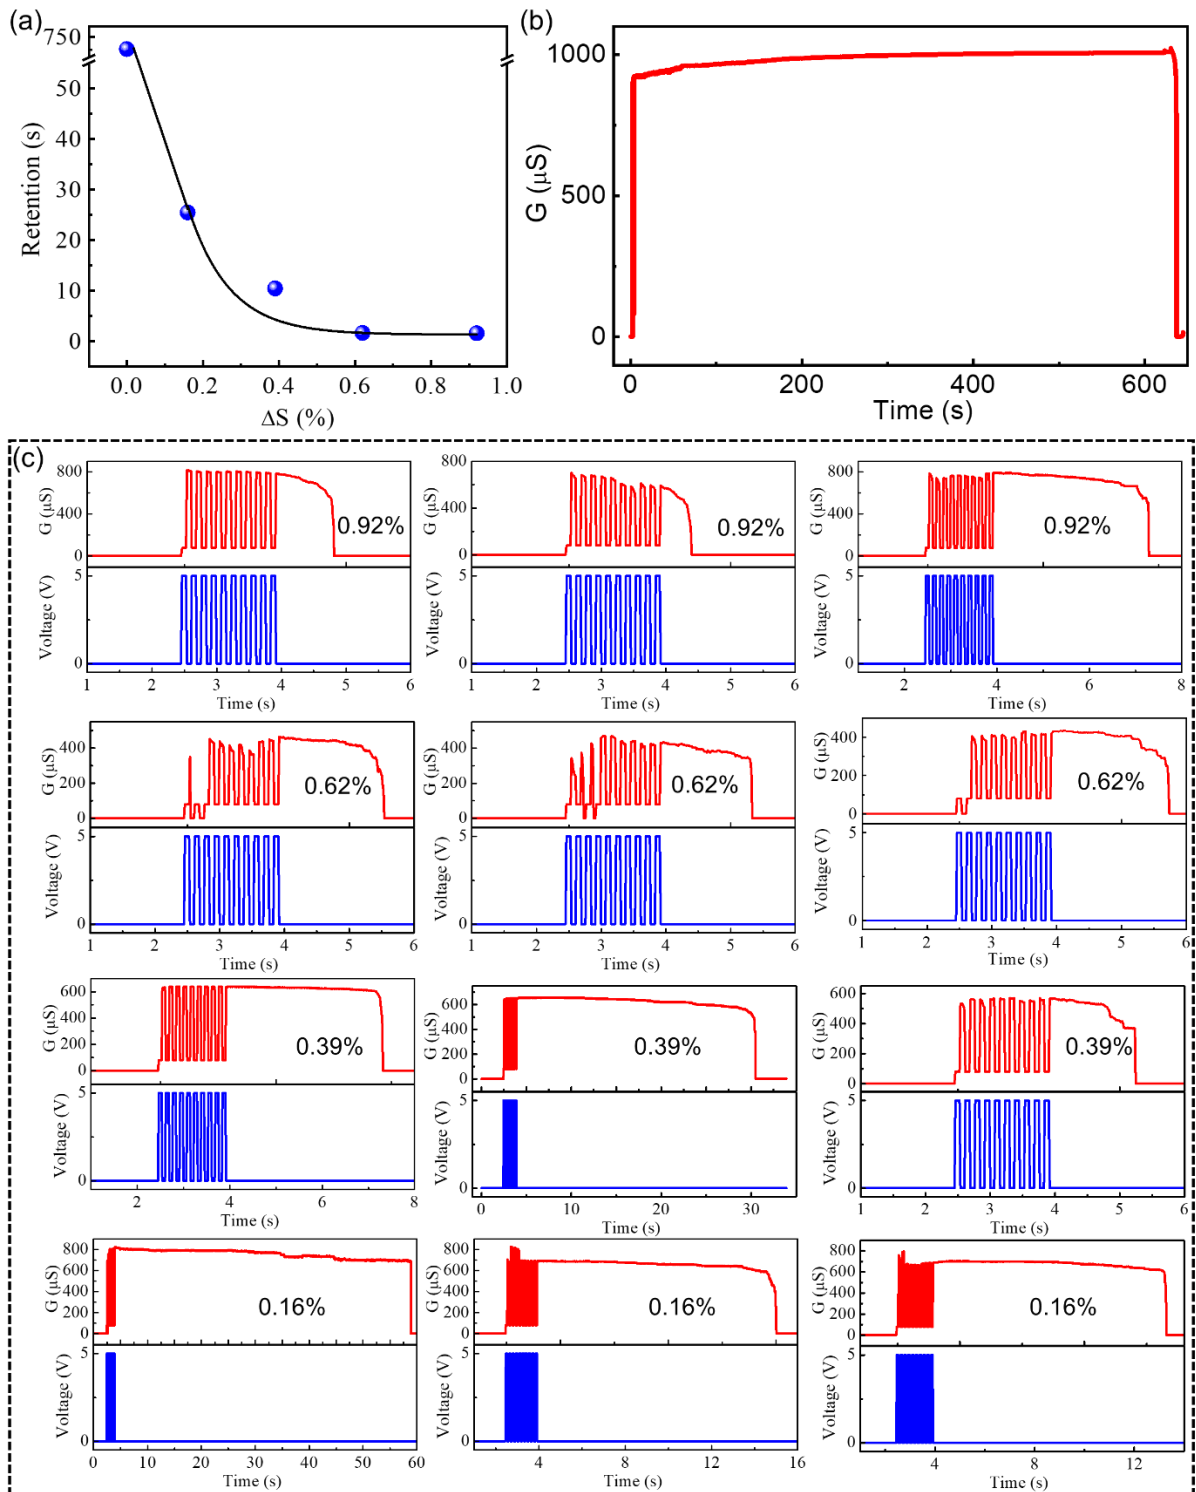 (a)
750
50
40
30
20
10
0
Retention (s)
0.0 0.2 0.4 0.6 0.8 1.0
ΔS (%)
(b)
1000
500
0
G (μS)
0 200 400 600
Time (s)
(c)
800
400
0
G (μS)
0.92%
5
0
Voltage (V)
1 2 3 4 5 6
Time (s)
800
400
0
G (μS)
0.92%
5
0
Voltage (V)
1 2 3 4 5 6
Time (s)
800
400
0
G (μS)
0.92%
5
0
Voltage (V)
2 4 6 8
Time (s)
400
200
0
G (μS)
0.62%
5
0
Voltage (V)
1 2 3 4 5 6
Time (s)
400
200
0
G (μS)
0.62%
5
0
Voltage (V)
1 2 3 4 5 6
Time (s)
400
200
0
G (μS)
0.62%
5
0
Voltage (V)
1 2 3 4 5 6
Time (s)
600
400
200
0
G (μS)
0.39%
5
0
Voltage (V)
2 4 6 8
Time (s)
800
600
400
200
0
G (μS)
0.39%
5
0
Voltage (V)
0 10 20 30
Time (s)
600
400
200
0
G (μS)
0.39%
5
0
Voltage (V)
1 2 3 4 5 6
Time (s)
800
600
400
200
0
G (μS)
0.16%
5
0
Voltage (V)
0 10 20 30 40 50 60
Time (s)
800
600
400
200
0
G (μS)
0.16%
5
0
Voltage (V)
4 8 12 16
Time (s)
800
600
400
200
0
G (μS)
0.16%
5
0
Voltage (V)
4 8 12
Time (s)